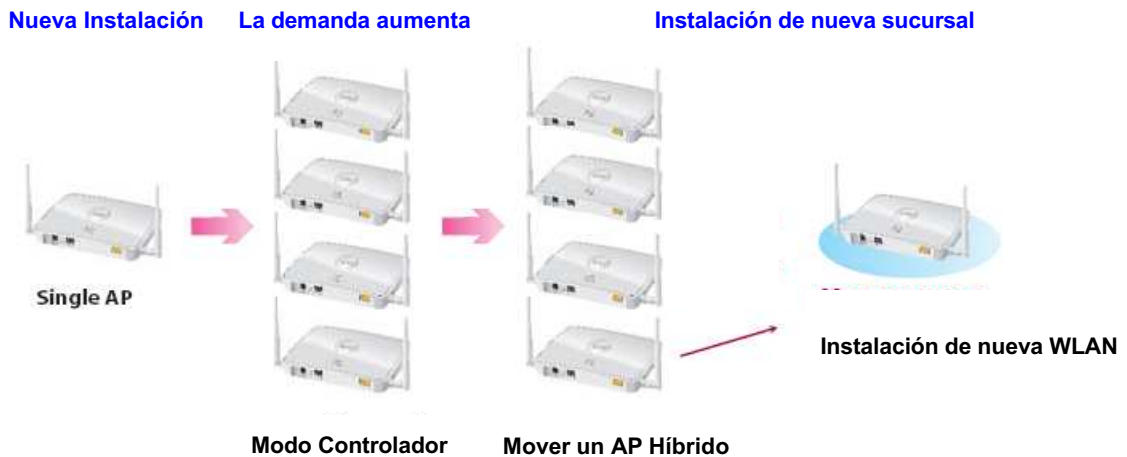 Nueva Instalación
La demanda aumenta
Instalación de nueva sucursal
Single AP
Instalación de nueva WLAN
Modo Controlador
Mover un AP Híbrido